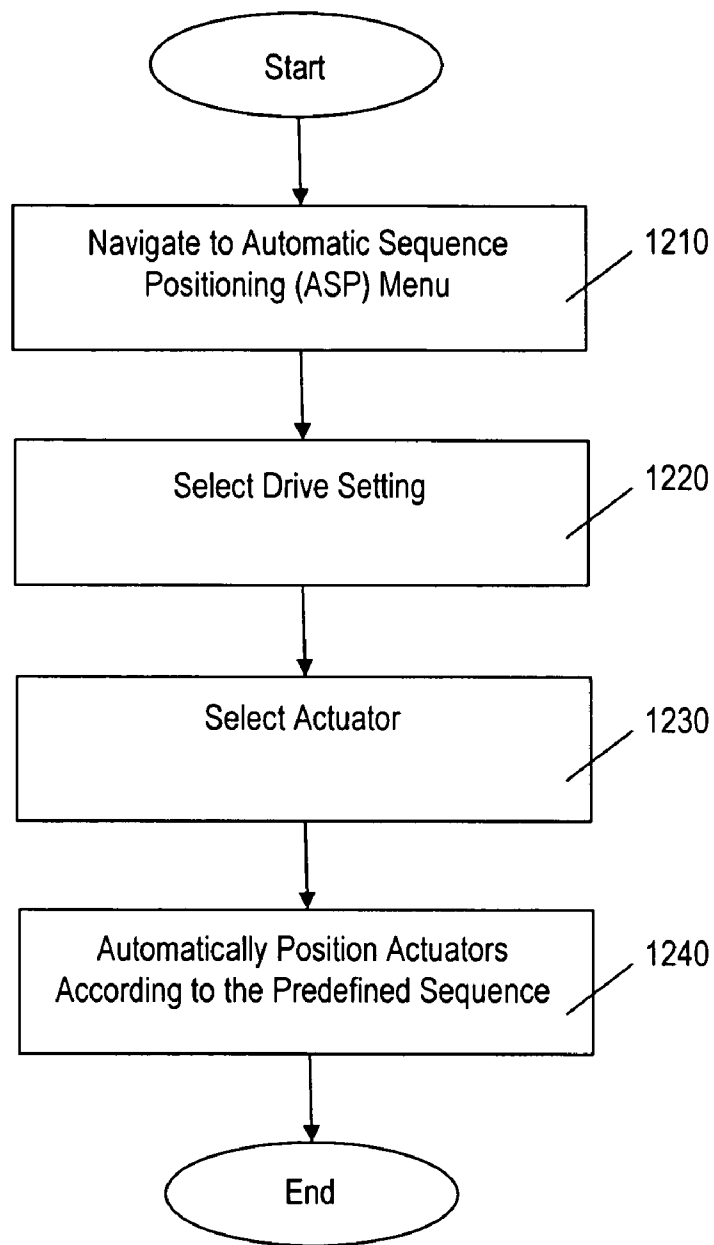 Start
Navigate to Automatic Sequence
Positioning (ASP) Menu
1210
Select Drive Setting
1220
Select Actuator
1230
Automatically Position Actuators
According to the Predefined Sequence
1240
End